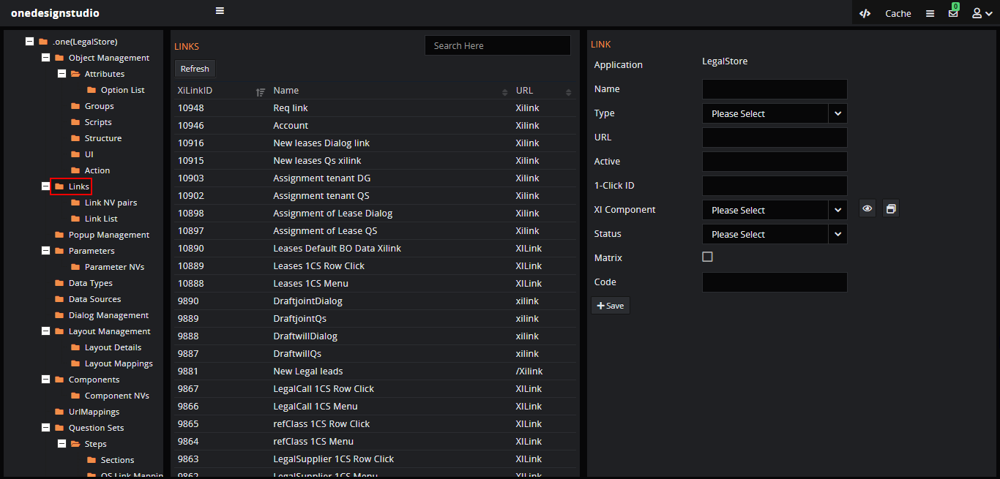 onedesignstudio
Cache
0
.one(LegalStore)
Object Management
Attributes
Option List
Groups
Scripts
Structure
UI
Action
Links
Link NV pairs
Link List
Popup Management
Parameters
Parameter NVs
Data Types
Data Sources
Dialog Management
Layout Management
Layout Details
Layout Mappings
Components
Component NVs
UrlMappings
Question Sets
Steps
Sections
QS Link Mappin
LINKS
Search Here
Refresh
XiLinkID Name URL
10948 Req link Xilink
10946 Account Xilink
10916 New leases Dialog link Xilink
10915 New leases Qs xilink Xilink
10903 Assignment tenant DG Xilink
10902 Assignment tenant QS Xilink
10898 Assignment of Lease Dialog Xilink
10897 Assignment of Lease QS Xilink
10890 Leases Default BO Data Xilink XILink
10889 Leases 1CS Row Click XILink
10888 Leases 1CS Menu XILink
9890 DraftjointDialog xilink
9889 DraftjointQs xilink
9888 DraftwillDialog xilink
9887 DraftwillQs xilink
9881 New Legal leads /Xilink
9867 LegalCall 1CS Row Click XILink
9866 LegalCall 1CS Menu XILink
9865 refClass 1CS Row Click XILink
9864 refClass 1CS Menu XILink
9863 LegalSupplier 1CS Row Click XILink
9862 LegalSupplier 1CS Menu XILink
LINK
Application LegalStore
Name
Type Please Select
URL
Active
1-Click ID
XI Component Please Select
Status Please Select
Matrix
Code
+ Save